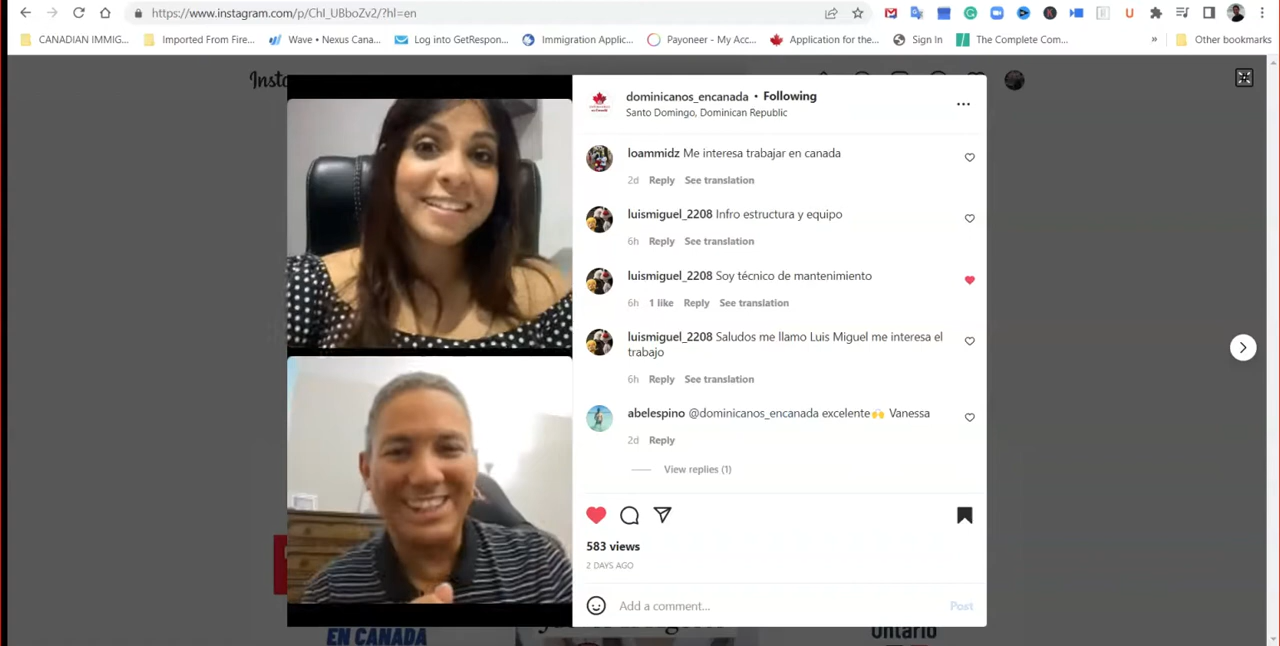 https://www.instagram.com/p/ChI_UBboZv2/?hl=en
CANADIAN IMMIG...
Imported From Fire...
Wave • Nexus Cana...
Log into GetRespon...
Immigration Applic...
Payoneer - My Acc...
Application for the...
Sign In
The Complete Com...
»
Other bookmarks
Insta
dominicanos_encanada • Following
Santo Domingo, Dominican Republic
loammidz Me interesa trabajar en canada
2d Reply See translation
luismiguel_2208 Infro estructura y equipo
6h Reply See translation
luismiguel_2208 Soy técnico de mantenimiento
6h 1 like Reply See translation
luismiguel_2208 Saludos me llamo Luis Miguel me interesa el
trabajo
6h Reply See translation
abelespino @dominicanos_encanada excelente🙌 Vanessa
2d Reply
View replies (1)
583 views
2 DAYS AGO
Add a comment... Post
EN CANADA
Ontario